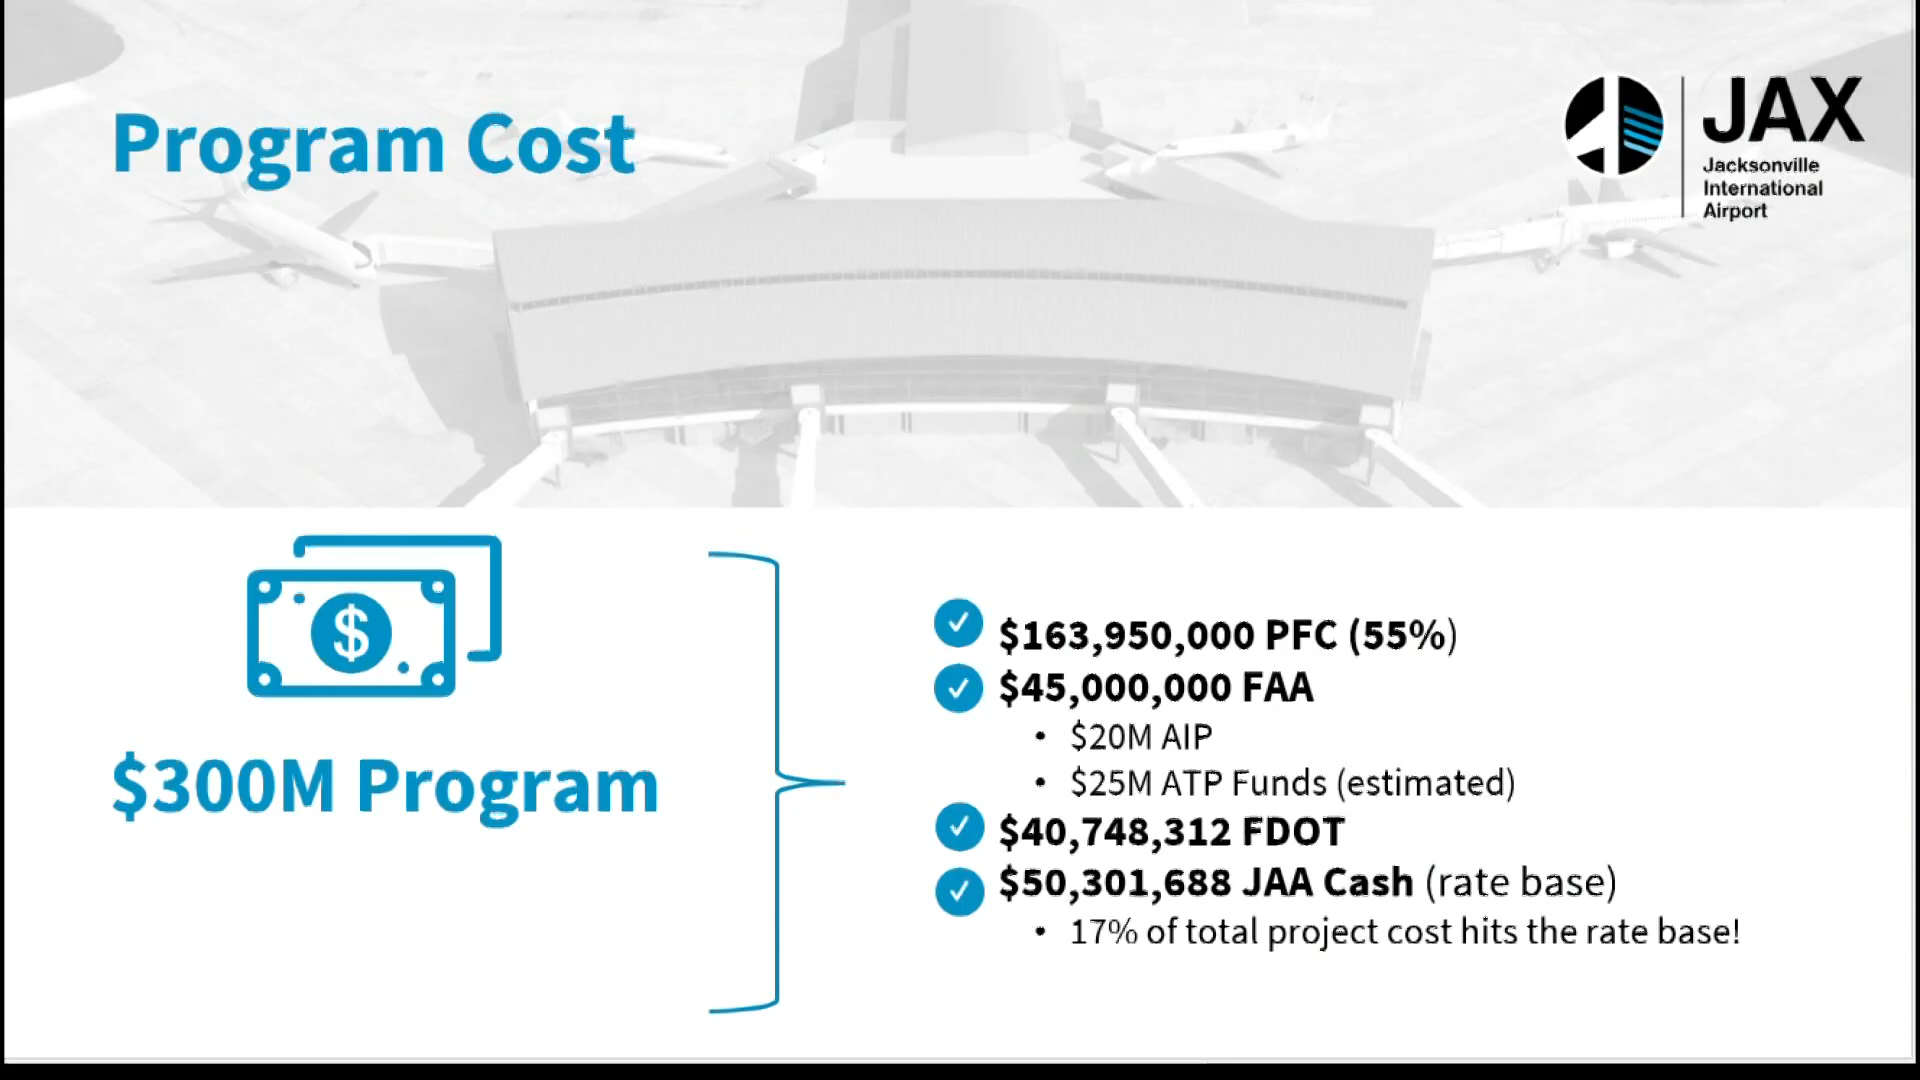 Program Cost
JAX
Jacksonville
International
Airport
$
$300M Program
$163,950,000 PFC (55%)
$45,000,000 FAA
• $20M AIP
• $25M ATP Funds (estimated)
$40,748,312 FDOT
$50,301,688 JAA Cash (rate base)
• 17% of total project cost hits the rate base!